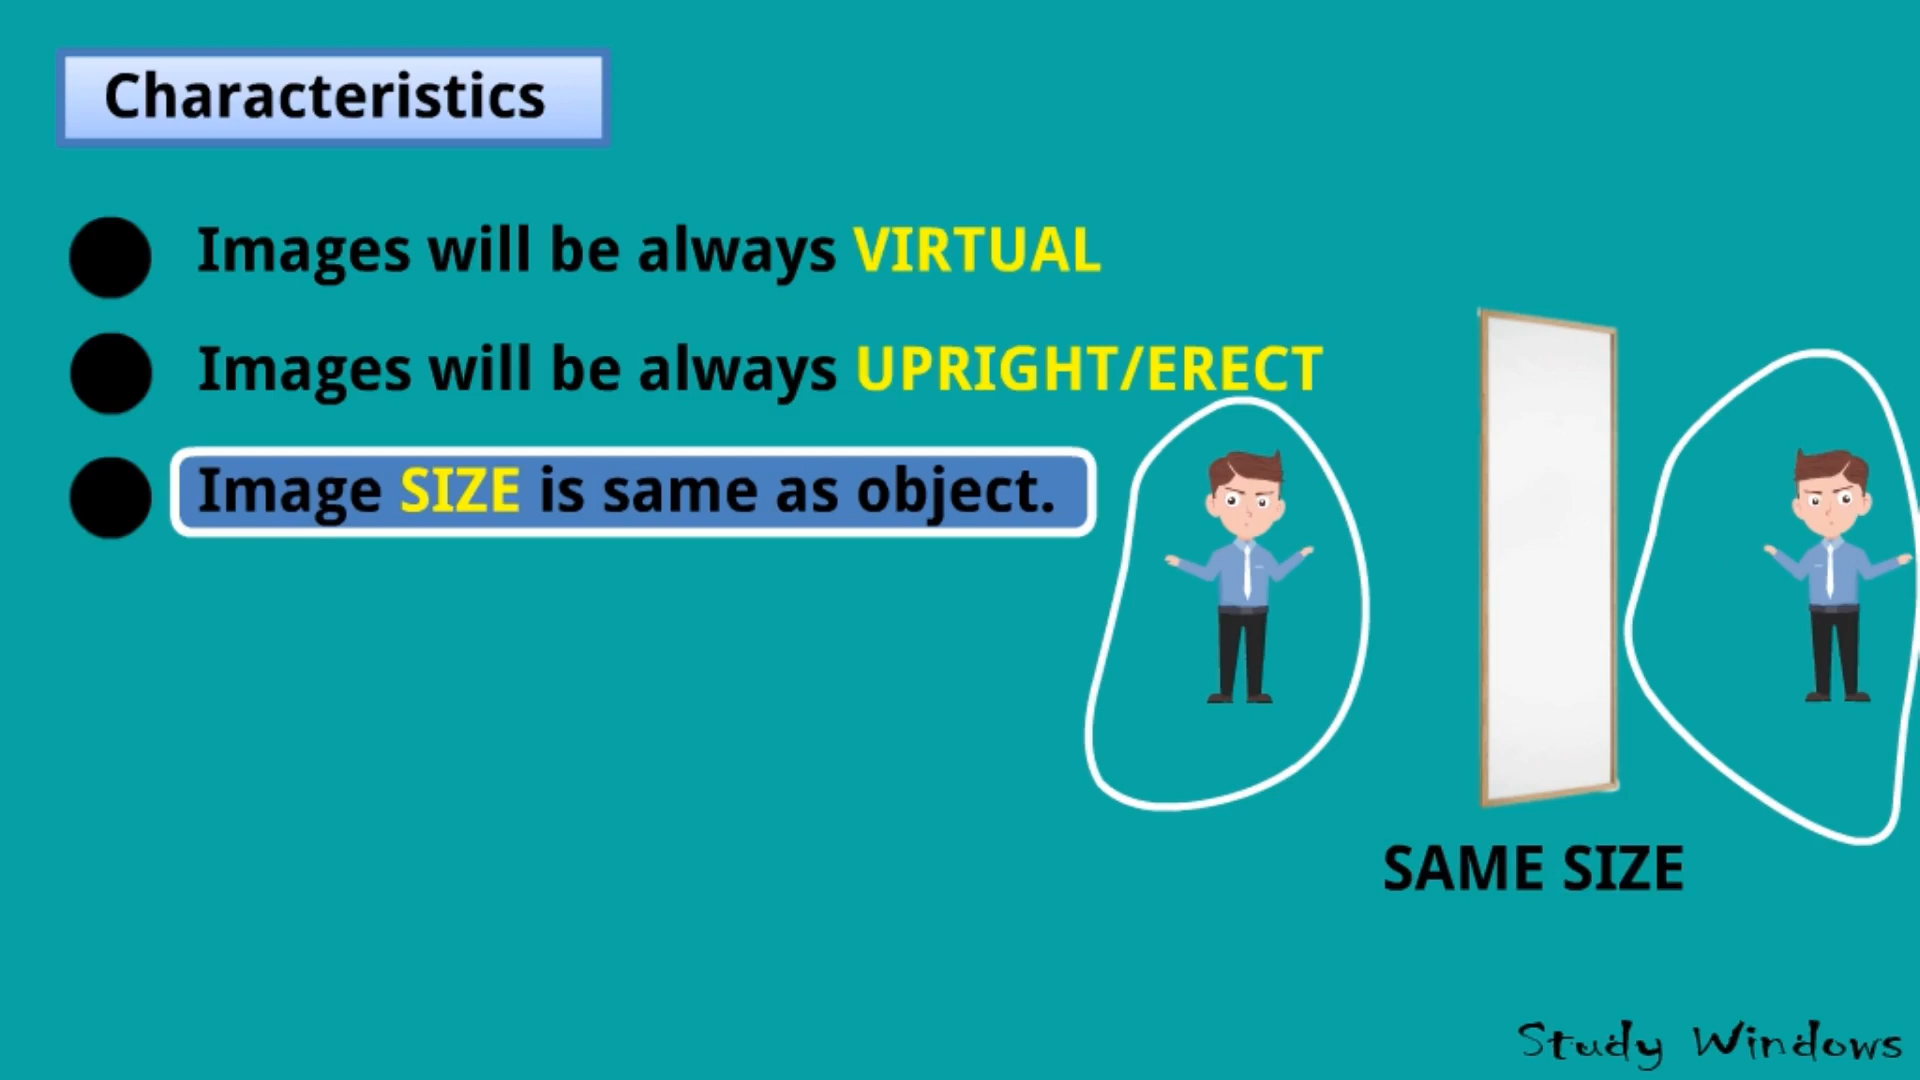 Characteristics
Images will be always VIRTUAL
Images will be always UPRIGHT/ERECT
Image SIZE is same as object.
SAME SIZE
Study Windows